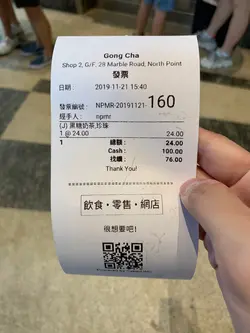 Gong Cha
Shop 2, G/F, 28 Marble Road, North Point
發票
日期 : 2019-11-21 15:40
發票編號 : NPMR-20191121-160
經手人 : npmr
(J) 黑糖奶茶.珍珠
1 @ 24.00 24.00
1 總額 : 24.00
Cash : 100.00
找續 : 76.00
Thank You!
飲食・零售・網店
很想要吧!